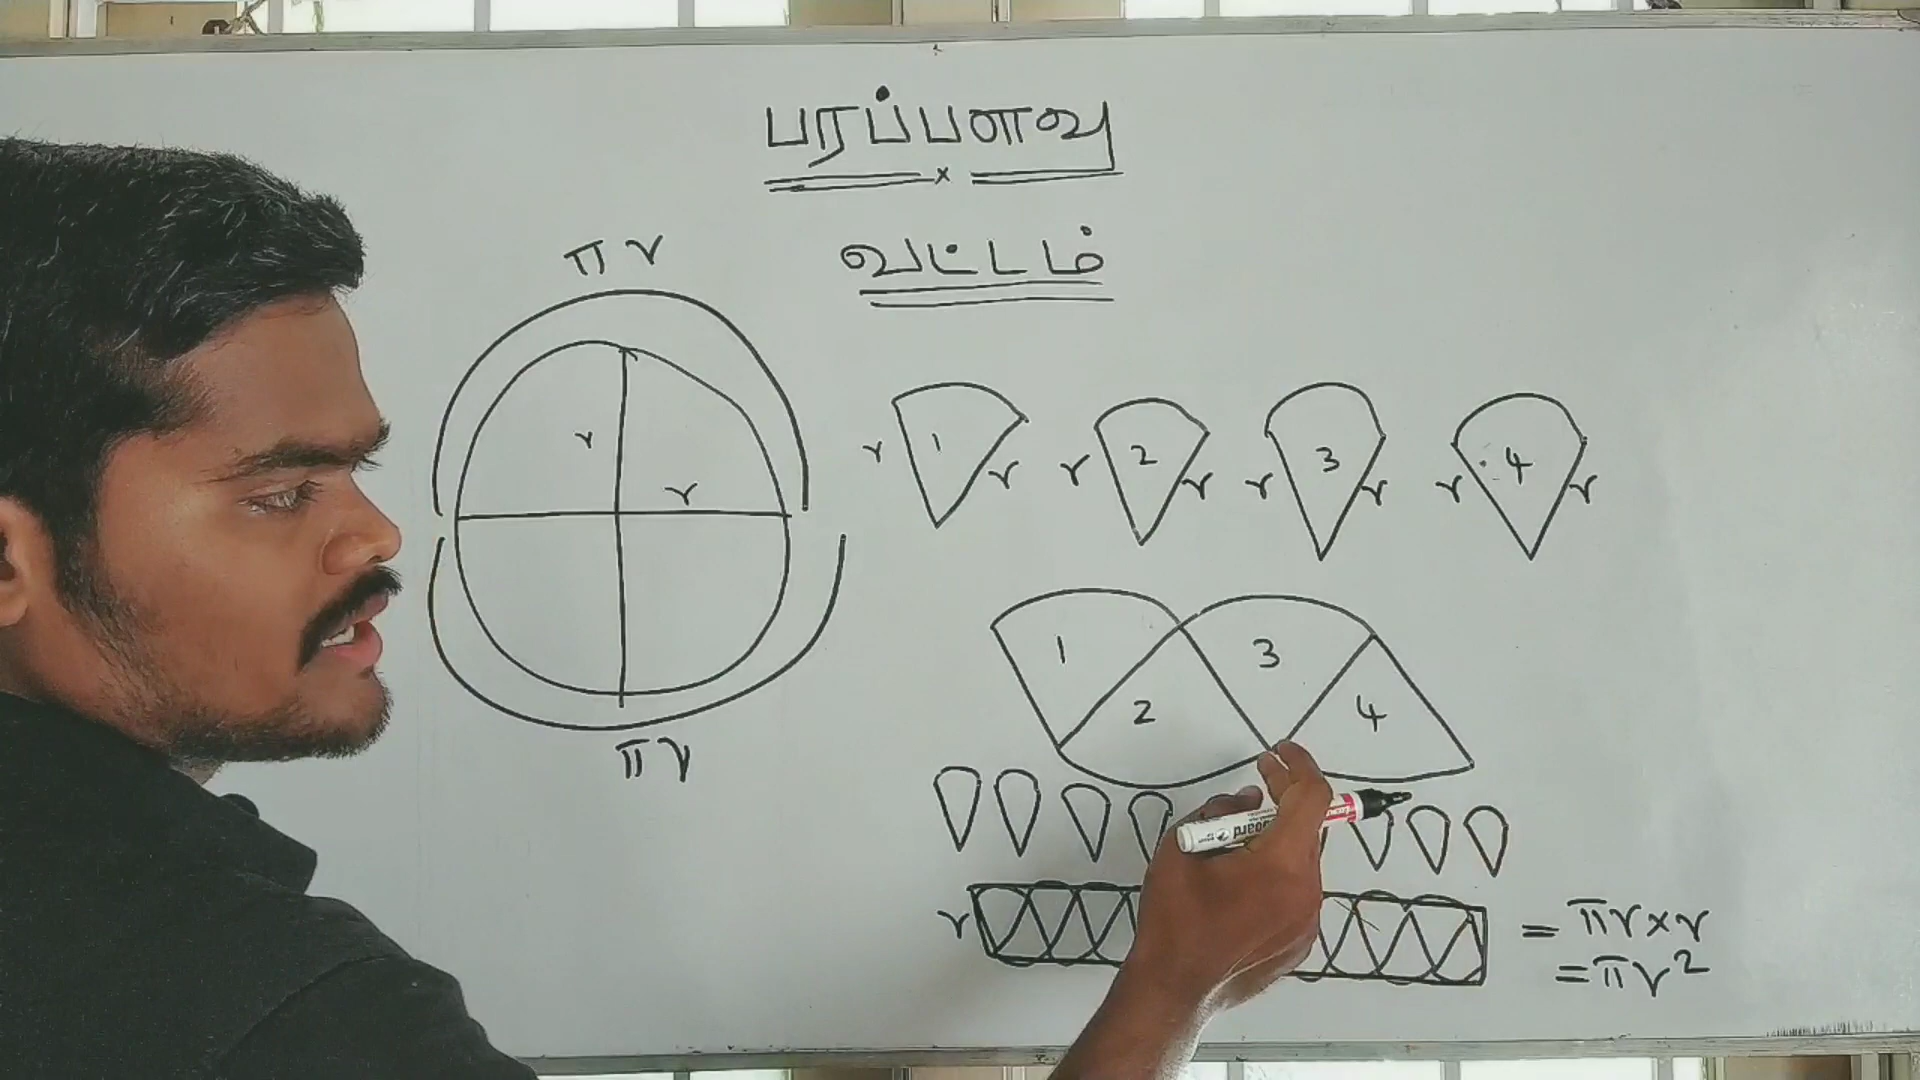 பரப்பளவு
x
வட்டம்
πr
r
r
πr
r 1 r r 2 r r 3 r r 4 r
1 3
2 4
r
= πr×r
= πr²